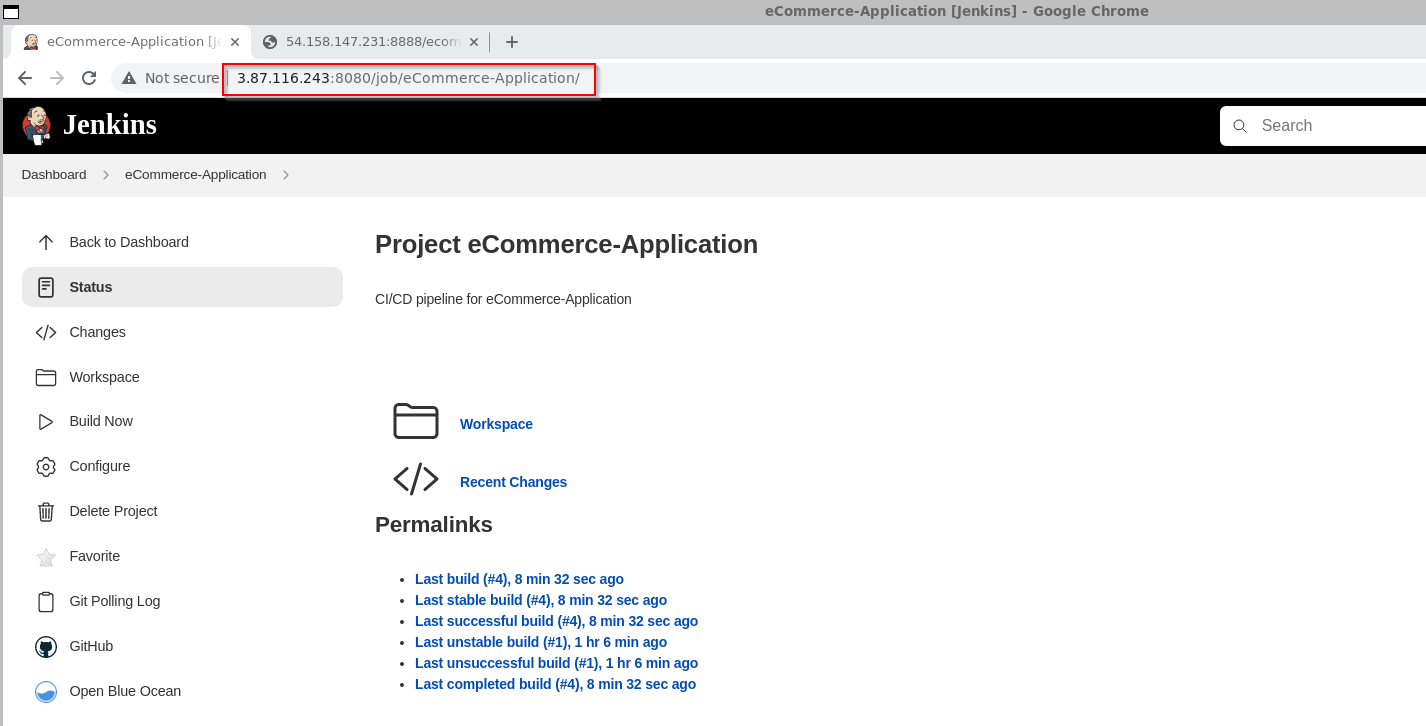 eCommerce-Application [Jenkins] - Google Chrome
eCommerce-Application [Je
54.158.147.231:8888/ecom
Not secure
3.87.116.243:8080/job/eCommerce-Application/
Jenkins
Search
Dashboard
eCommerce-Application
Back to Dashboard
Status
Changes
Workspace
Build Now
Configure
Delete Project
Favorite
Git Polling Log
GitHub
Open Blue Ocean
Project eCommerce-Application
CI/CD pipeline for eCommerce-Application
Workspace
Recent Changes
Permalinks
Last build (#4), 8 min 32 sec ago
Last stable build (#4), 8 min 32 sec ago
Last successful build (#4), 8 min 32 sec ago
Last unstable build (#1), 1 hr 6 min ago
Last unsuccessful build (#1), 1 hr 6 min ago
Last completed build (#4), 8 min 32 sec ago